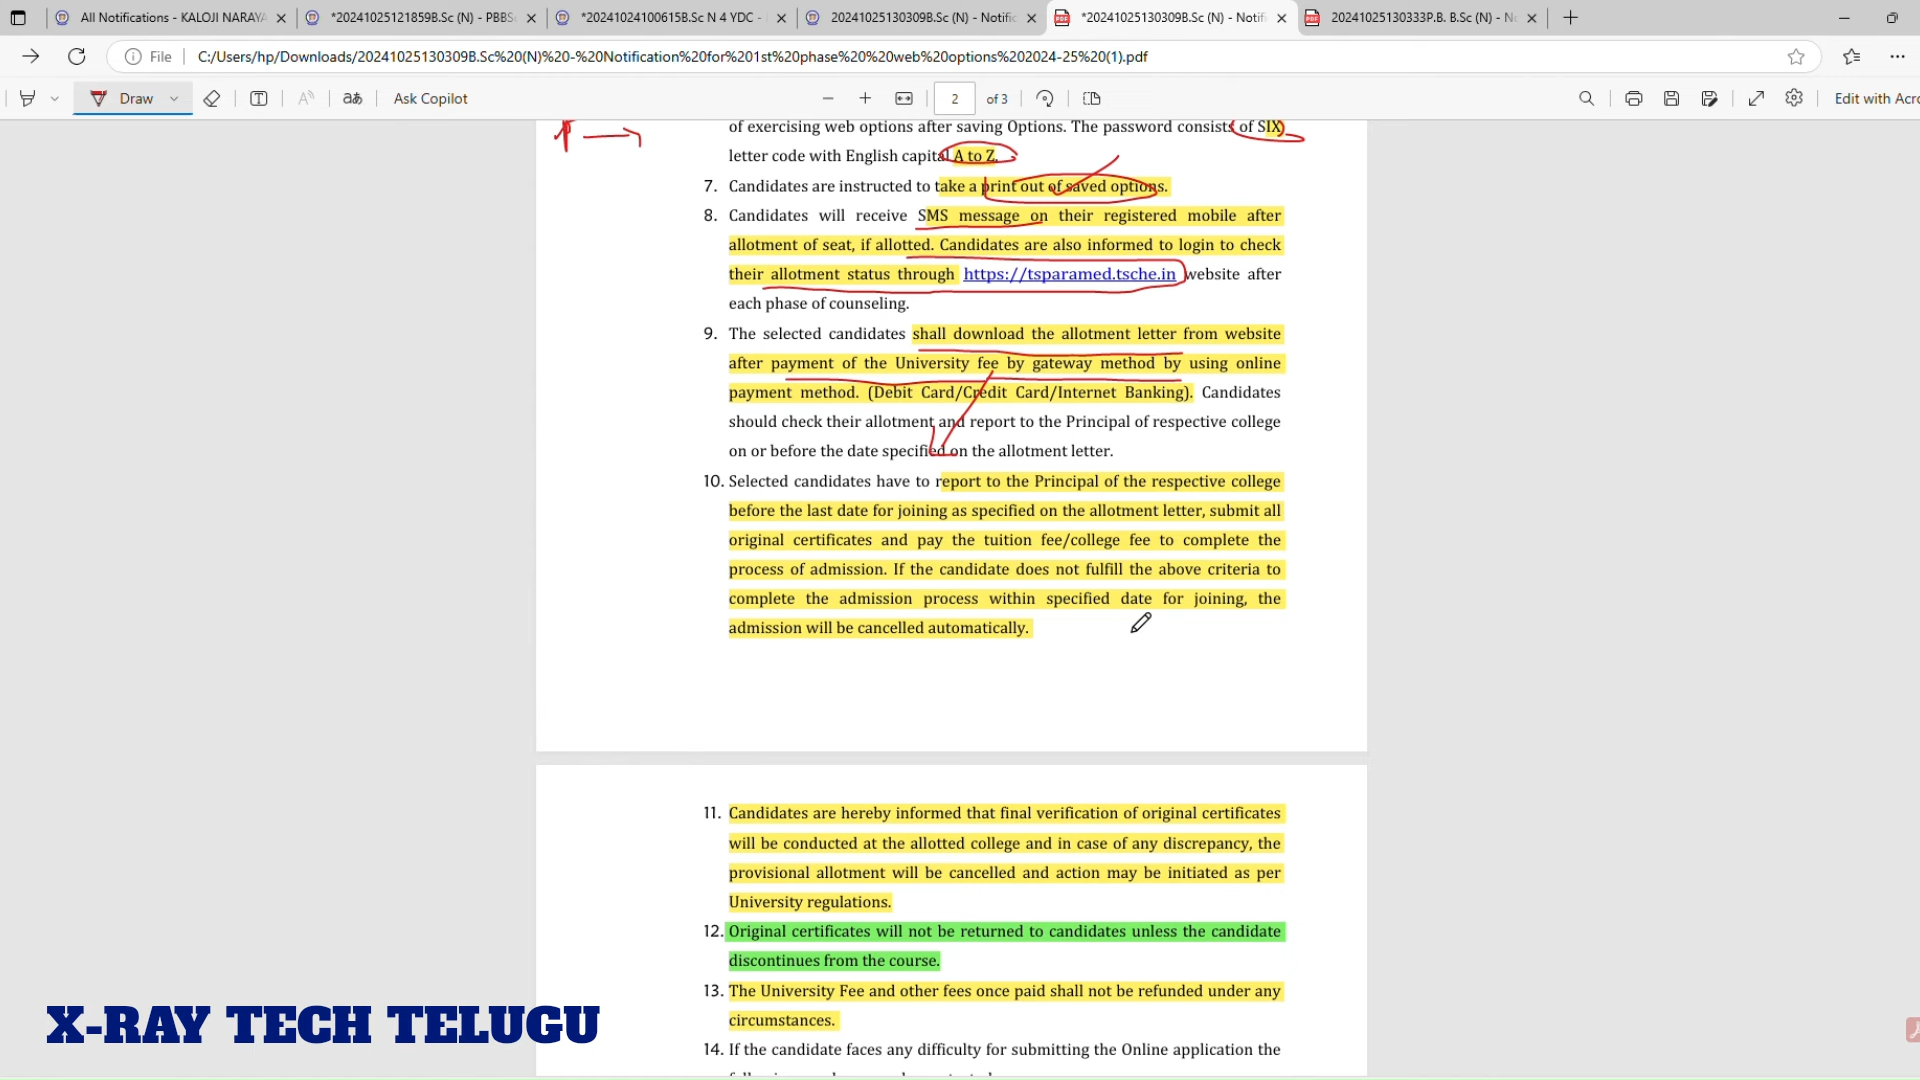 All Notifications - KALOJI NARAYA
*20241025121859B.Sc (N) - PBBSc
*20241024100615B.Sc N 4 YDC -
20241025130309B.Sc (N) - Notific
*20241025130309B.Sc (N) - Notifi
20241025130333P.B. B.Sc (N) - No
File
C:/Users/hp/Downloads/20241025130309B.Sc%20(N)%20-%20Notification%20for%201st%20phase%20%20web%20options%202024-25%20(1).pdf
Draw
Ask Copilot
2
of 3
Edit with Acro
of exercising web options after saving Options. The password consists of SIX
letter code with English capital A to Z.
7. Candidates are instructed to take a print out of saved options.
8. Candidates will receive SMS message on their registered mobile after
allotment of seat, if allotted. Candidates are also informed to login to check
their allotment status through https://tsparamed.tsche.in website after
each phase of counseling.
9. The selected candidates shall download the allotment letter from website
after payment of the University fee by gateway method by using online
payment method. (Debit Card/Credit Card/Internet Banking). Candidates
should check their allotment and report to the Principal of respective college
on or before the date specified on the allotment letter.
10. Selected candidates have to report to the Principal of the respective college
before the last date for joining as specified on the allotment letter, submit all
original certificates and pay the tuition fee/college fee to complete the
process of admission. If the candidate does not fulfill the above criteria to
complete the admission process within specified date for joining, the
admission will be cancelled automatically.
11. Candidates are hereby informed that final verification of original certificates
will be conducted at the allotted college and in case of any discrepancy, the
provisional allotment will be cancelled and action may be initiated as per
University regulations.
12. Original certificates will not be returned to candidates unless the candidate
discontinues from the course.
13. The University Fee and other fees once paid shall not be refunded under any
circumstances.
14. If the candidate faces any difficulty for submitting the Online application the
X-RAY TECH TELUGU